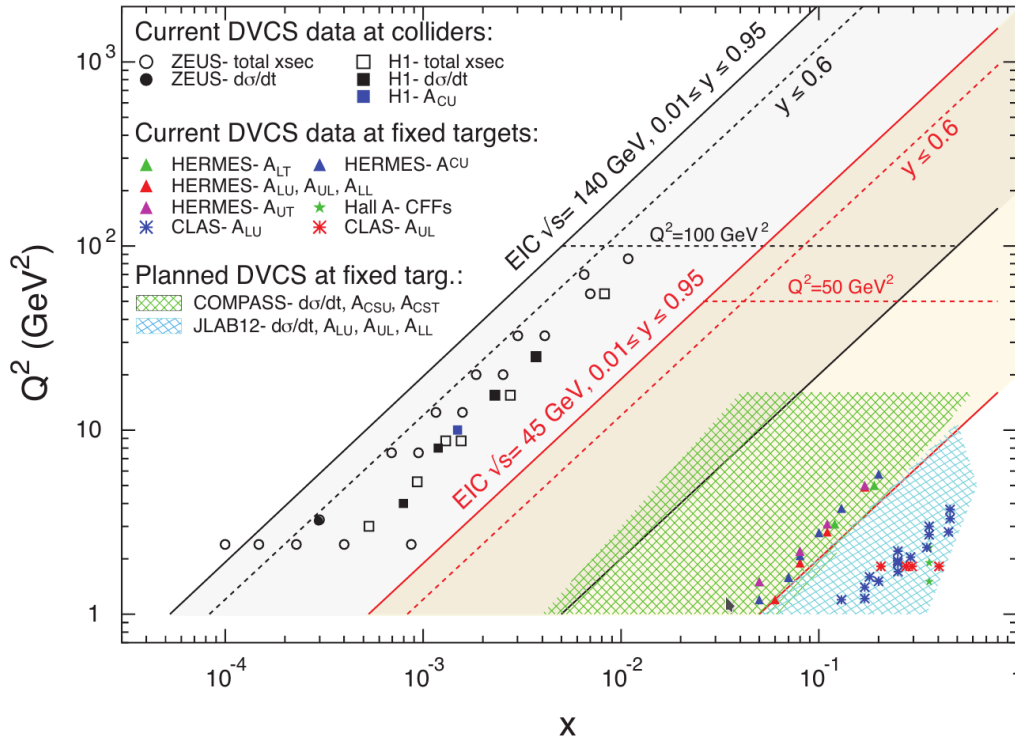 Current DVCS data at colliders:
ZEUS- total xsec
H1- total xsec
ZEUS- dσ/dt
H1- dσ/dt
H1- A_CU
Current DVCS data at fixed targets:
HERMES- A_LT
HERMES- A^CU
HERMES- A_LU, A_UL, A_LL
HERMES- A_UT
Hall A- CFFs
CLAS- A_LU
CLAS- A_UL
Planned DVCS at fixed targ.:
COMPASS- dσ/dt, A_CSU, A_CST
JLAB12- dσ/dt, A_LU, A_UL, A_LL
EIC √s= 140 GeV, 0.01≤ y ≤ 0.95
y ≤ 0.6
EIC √s= 45 GeV, 0.01≤ y ≤ 0.95
y ≤ 0.6
Q²=100 GeV²
Q²=50 GeV²
Q² (GeV²)
10³
10²
10
1
10⁻⁴
10⁻³
10⁻²
10⁻¹
1
x